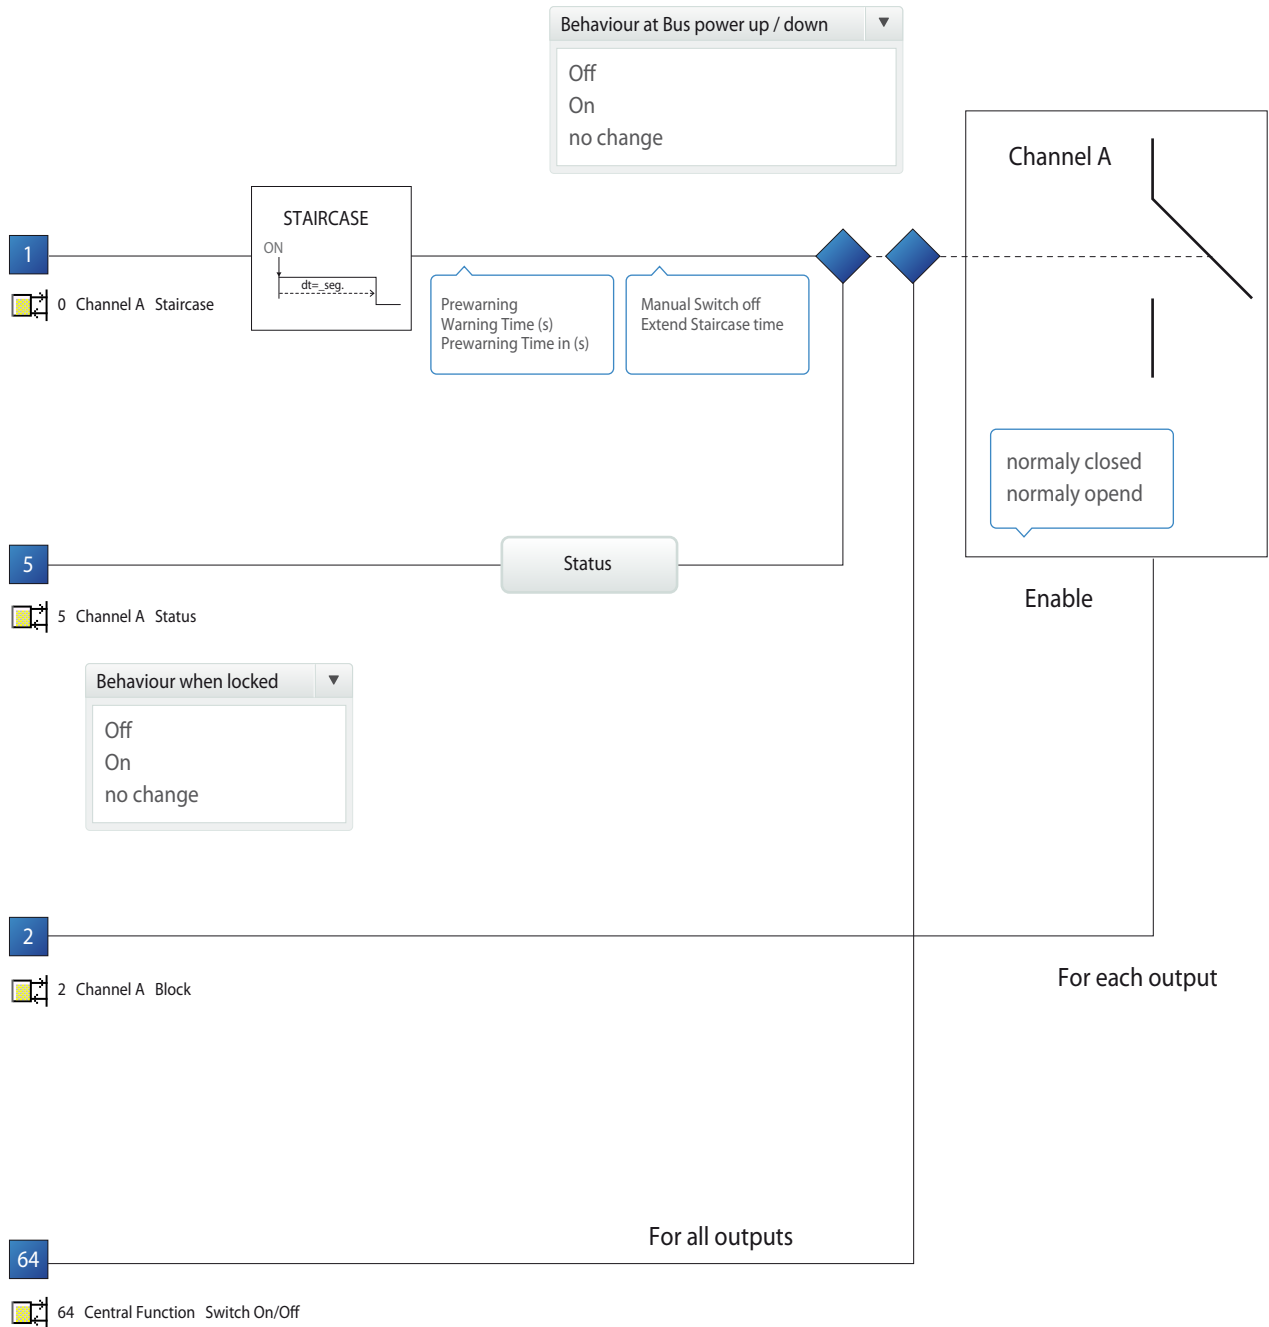 Behaviour at Bus power up / down
Off
On
no change
Channel A
STAIRCASE
ON
dt=_seg.
1
0 Channel A Staircase
Prewarning
Warning Time (s)
Prewarning Time in (s)
Manual Switch off
Extend Staircase time
normaly closed
normaly opend
Enable
5
Status
5 Channel A Status
Behaviour when locked
Off
On
no change
2
2 Channel A Block
For each output
For all outputs
64
64 Central Function Switch On/Off